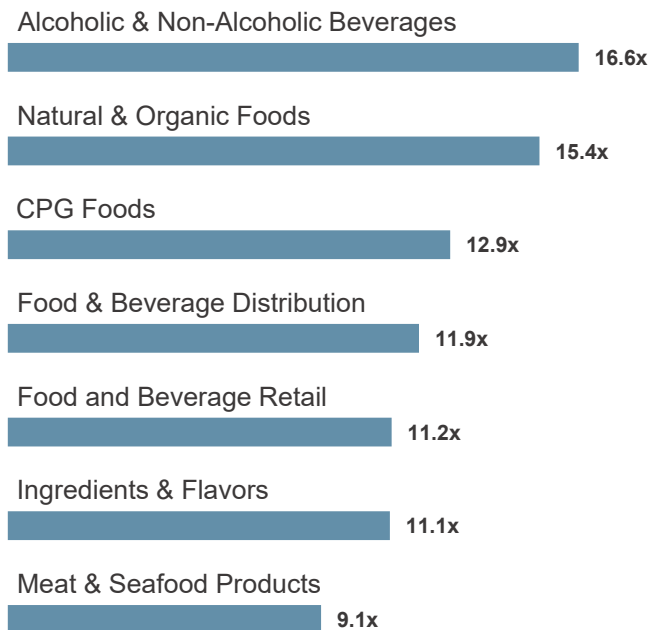 Alcoholic & Non-Alcoholic Beverages
16.6x
Natural & Organic Foods
15.4x
CPG Foods
12.9x
Food & Beverage Distribution
11.9x
Food and Beverage Retail
11.2x
Ingredients & Flavors
11.1x
Meat & Seafood Products
9.1x